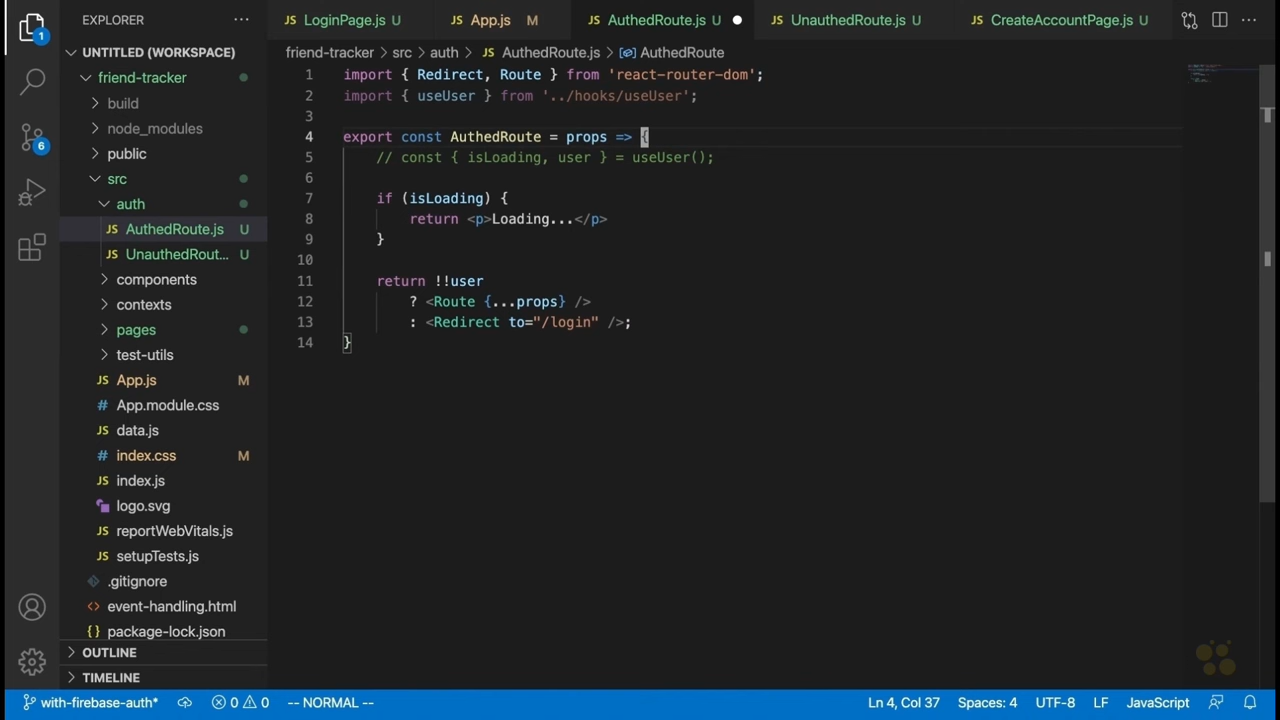 EXPLORER
LoginPage.js U
App.js M
AuthedRoute.js U
UnauthedRoute.js U
CreateAccountPage.js U
1
UNTITLED (WORKSPACE)
friend-tracker
build
node_modules
6
public
src
auth
AuthedRoute.js U
UnauthedRout... U
components
contexts
pages
test-utils
App.js M
App.module.css
data.js
index.css M
index.js
logo.svg
reportWebVitals.js
setupTests.js
.gitignore
event-handling.html
package-lock.json
OUTLINE
TIMELINE
friend-tracker > src > auth > JS AuthedRoute.js > AuthedRoute
1 import { Redirect, Route } from 'react-router-dom';
2 import { useUser } from '../hooks/useUser';
3
4 export const AuthedRoute = props => {
5 // const { isLoading, user } = useUser();
6
7 if (isLoading) {
8 return <p>Loading...</p>
9 }
10
11 return !!user
12 ? <Route {...props} />
13 : <Redirect to="/login" />;
14 }
with-firebase-auth* 0 0 -- NORMAL -- Ln 4, Col 37 Spaces: 4 UTF-8 LF JavaScript